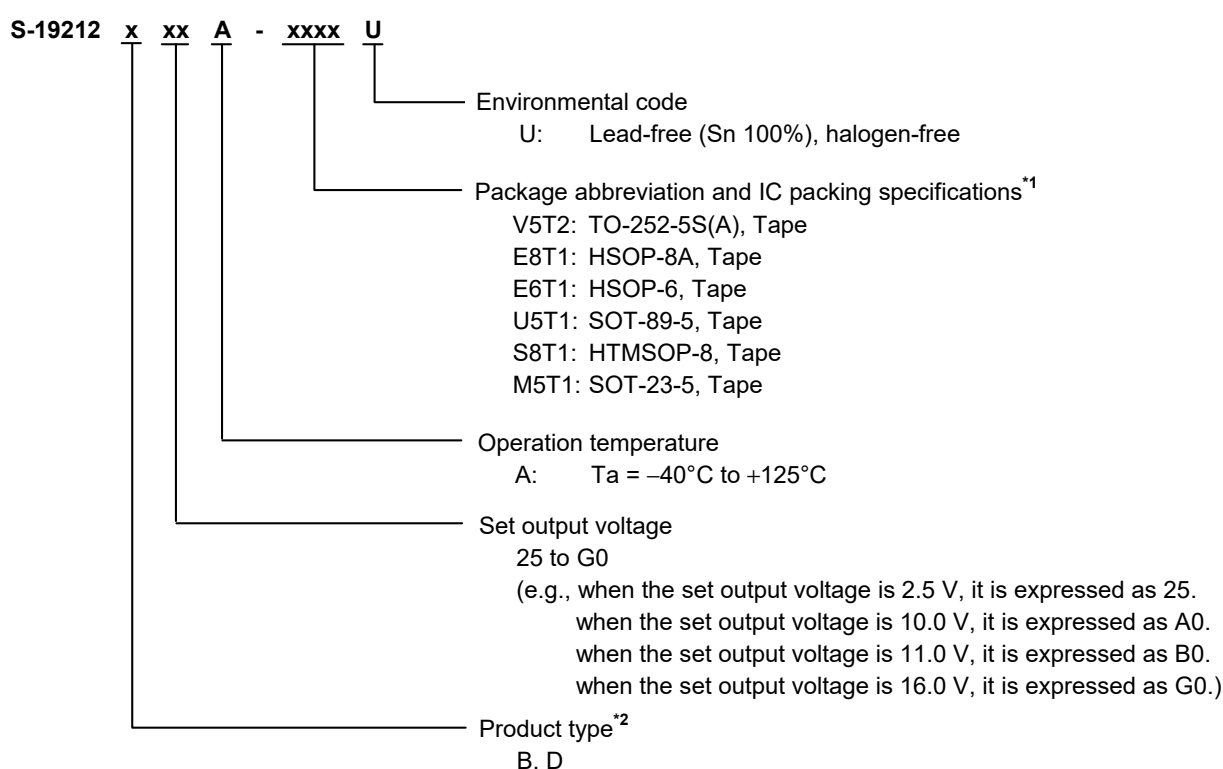 S-19212 x xx A - xxxx U
Environmental code
U: Lead-free (Sn 100%), halogen-free
Package abbreviation and IC packing specifications*1
V5T2: TO-252-5S(A), Tape
E8T1: HSOP-8A, Tape
E6T1: HSOP-6, Tape
U5T1: SOT-89-5, Tape
S8T1: HTMSOP-8, Tape
M5T1: SOT-23-5, Tape
Operation temperature
A: Ta = −40°C to +125°C
Set output voltage
25 to G0
(e.g., when the set output voltage is 2.5 V, it is expressed as 25.
when the set output voltage is 10.0 V, it is expressed as A0.
when the set output voltage is 11.0 V, it is expressed as B0.
when the set output voltage is 16.0 V, it is expressed as G0.)
Product type*2
B, D